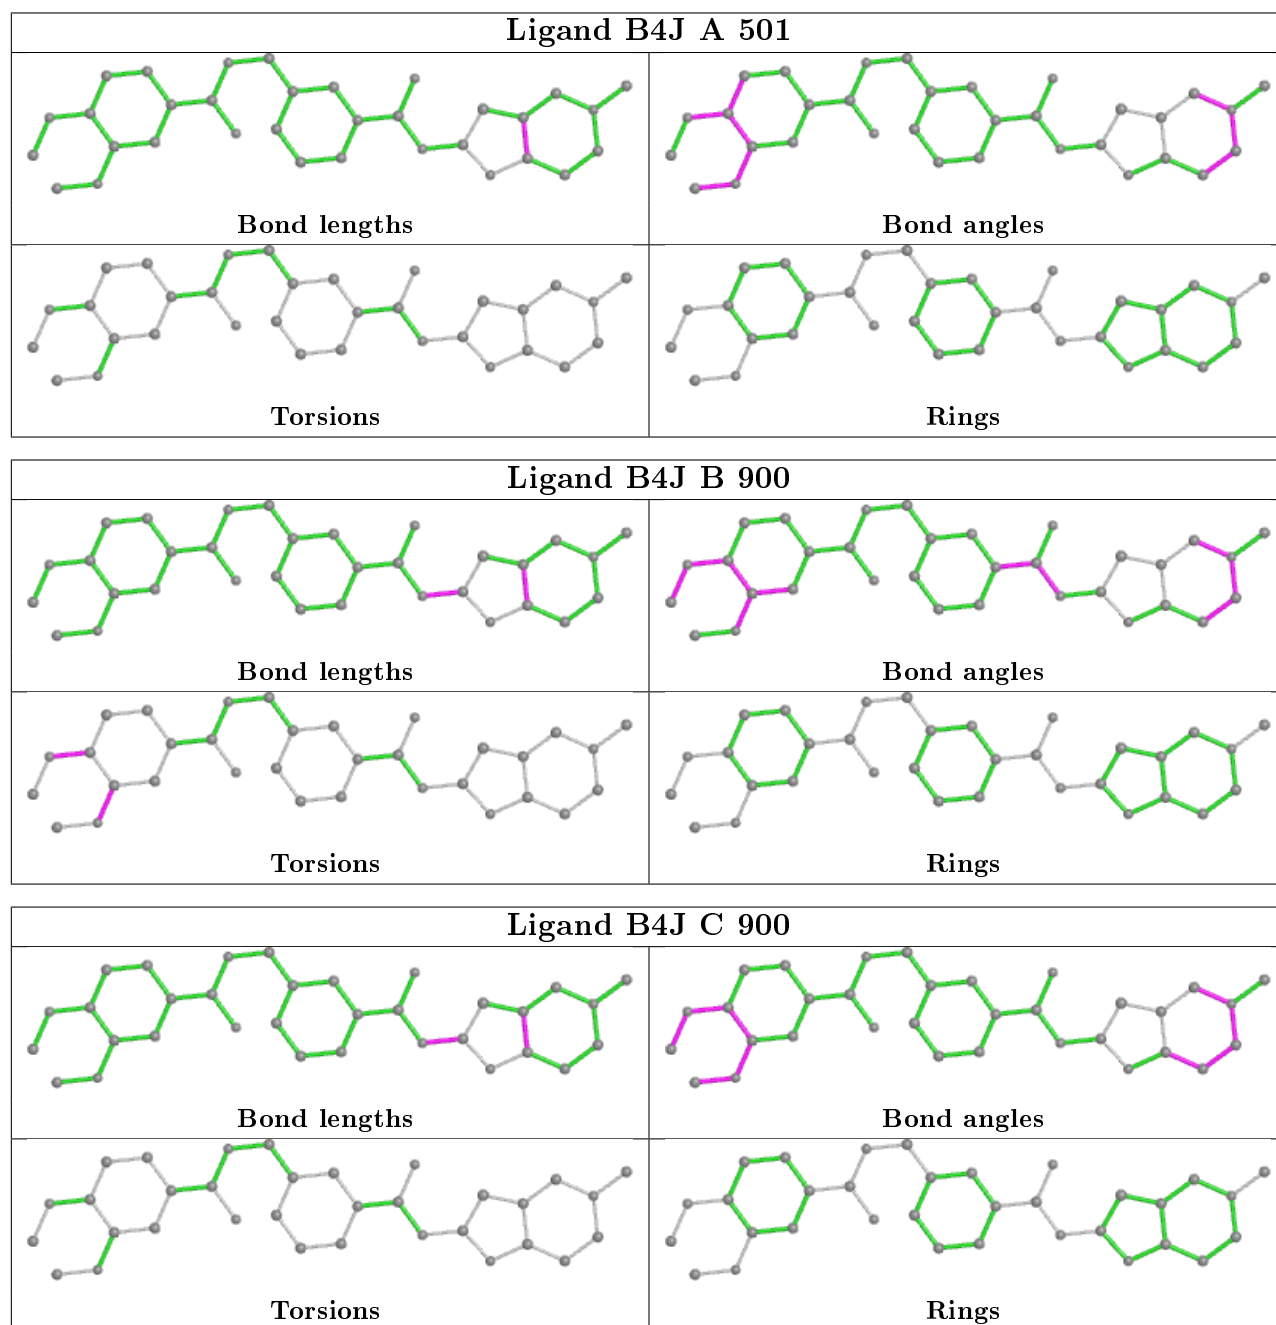 Ligand B4J A 501
Bond lengths
Bond angles
Torsions
Rings
Ligand B4J B 900
Bond lengths
Bond angles
Torsions
Rings
Ligand B4J C 900
Bond lengths
Bond angles
Torsions
Rings